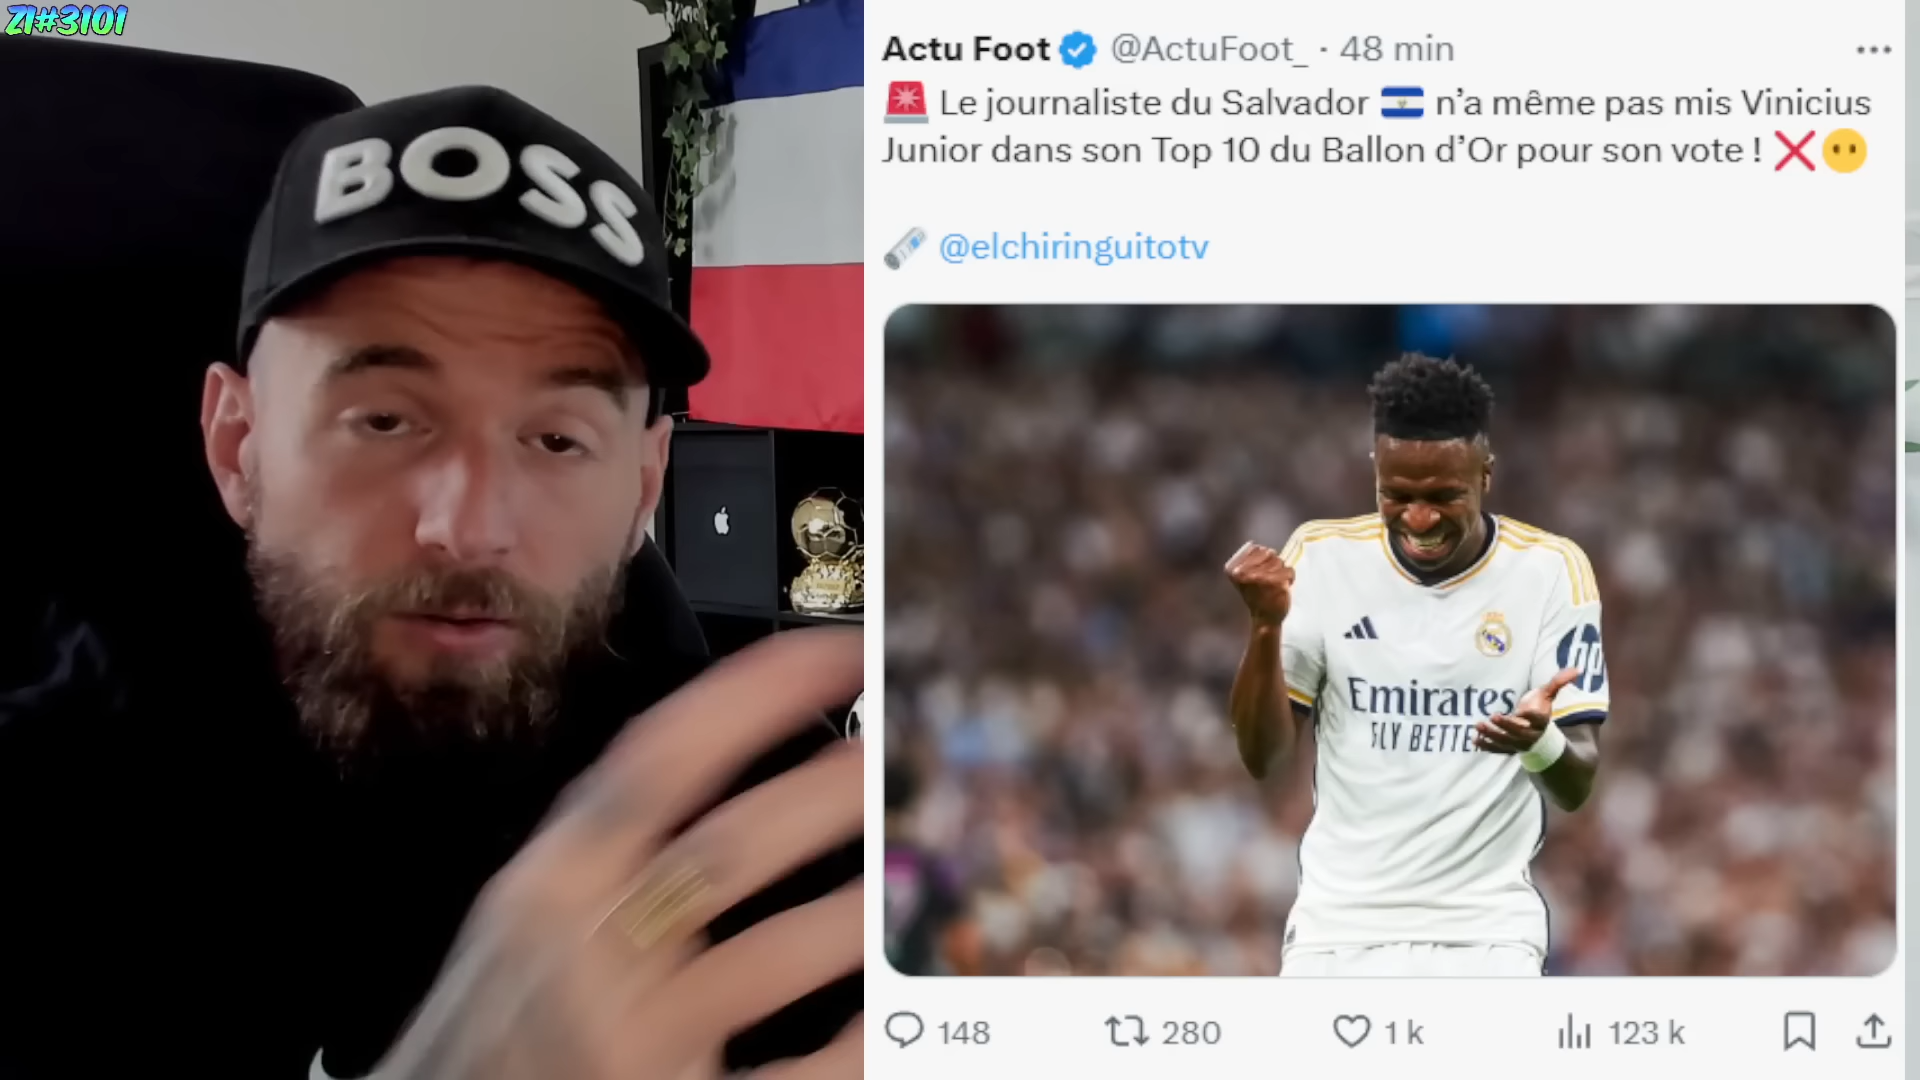 ZI#3101
BOSS
Actu Foot @ActuFoot_ · 48 min
Le journaliste du Salvador n’a même pas mis Vinicius
Junior dans son Top 10 du Ballon d’Or pour son vote !
@elchiringuitotv
hp
Emirates
FLY BETTE
148 280 1 k 123 k